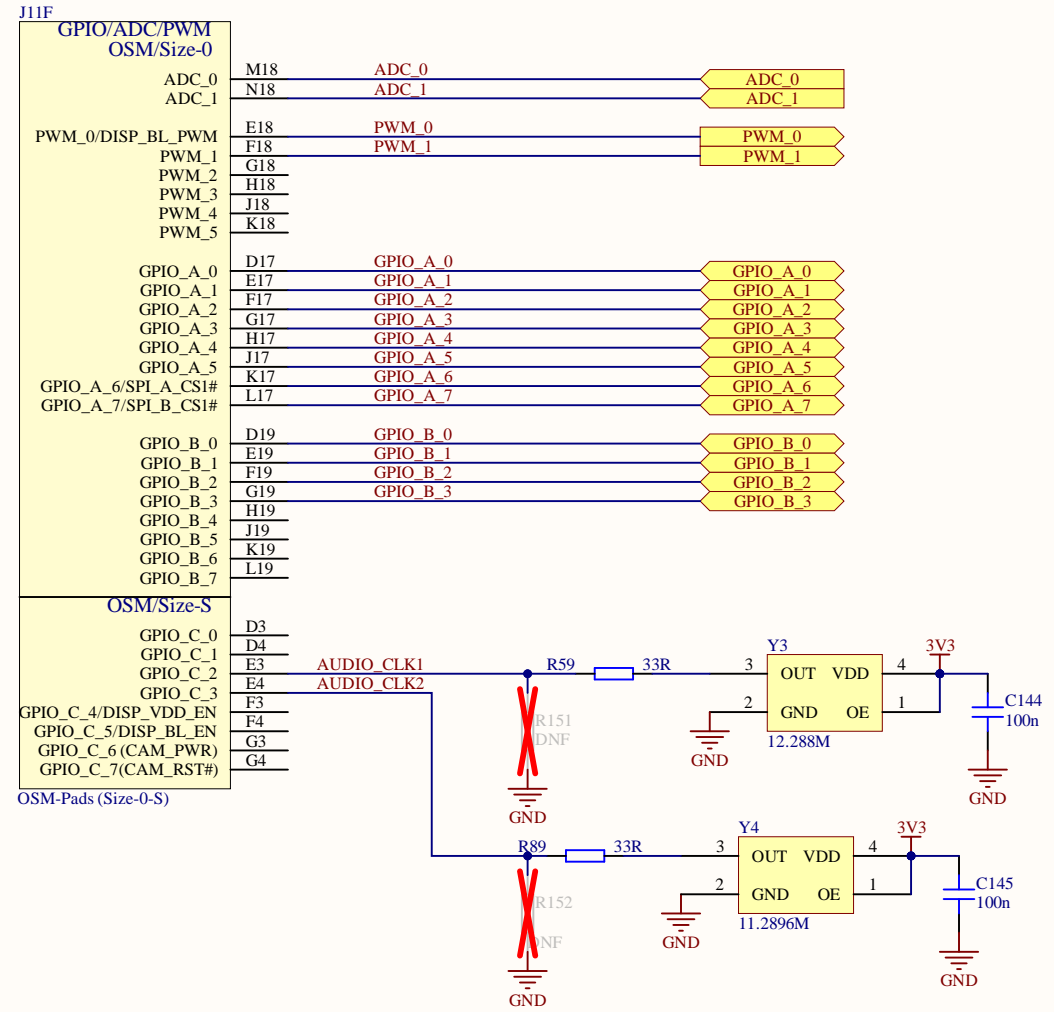 J11F
GPIO/ADC/PWM
OSM/Size-0
ADC_0 M18 ADC_0 ADC_0
ADC_1 N18 ADC_1 ADC_1
PWM_0/DISP_BL_PWM E18 PWM_0 PWM_0
PWM_1 F18 PWM_1 PWM_1
PWM_2 G18
PWM_3 H18
PWM_4 J18
PWM_5 K18
GPIO_A_0 D17 GPIO_A_0 GPIO_A_0
GPIO_A_1 E17 GPIO_A_1 GPIO_A_1
GPIO_A_2 F17 GPIO_A_2 GPIO_A_2
GPIO_A_3 G17 GPIO_A_3 GPIO_A_3
GPIO_A_4 H17 GPIO_A_4 GPIO_A_4
GPIO_A_5 J17 GPIO_A_5 GPIO_A_5
GPIO_A_6/SPI_A_CS1# K17 GPIO_A_6 GPIO_A_6
GPIO_A_7/SPI_B_CS1# L17 GPIO_A_7 GPIO_A_7
GPIO_B_0 D19 GPIO_B_0 GPIO_B_0
GPIO_B_1 E19 GPIO_B_1 GPIO_B_1
GPIO_B_2 F19 GPIO_B_2 GPIO_B_2
GPIO_B_3 G19 GPIO_B_3 GPIO_B_3
GPIO_B_4 H19
GPIO_B_5 J19
GPIO_B_6 K19
GPIO_B_7 L19
OSM/Size-S
GPIO_C_0 D3
GPIO_C_1 D4
GPIO_C_2 E3 AUDIO_CLK1 R59 33R 3 OUT VDD 4 Y3 3V3
GPIO_C_3 E4 AUDIO_CLK2
GPIO_C_4/DISP_VDD_EN F3 R151 GND 2 GND OE 1 C144
GPIO_C_5/DISP_BL_EN F4 DNF 12.288M 100n
GPIO_C_6 (CAM_PWR) G3
GPIO_C_7(CAM_RST#) G4
OSM-Pads (Size-0-S) GND GND
R89 33R 3 OUT VDD 4 Y4 3V3
R152 2 GND OE 1 C145
DNF 11.2896M 100n
GND GND GND